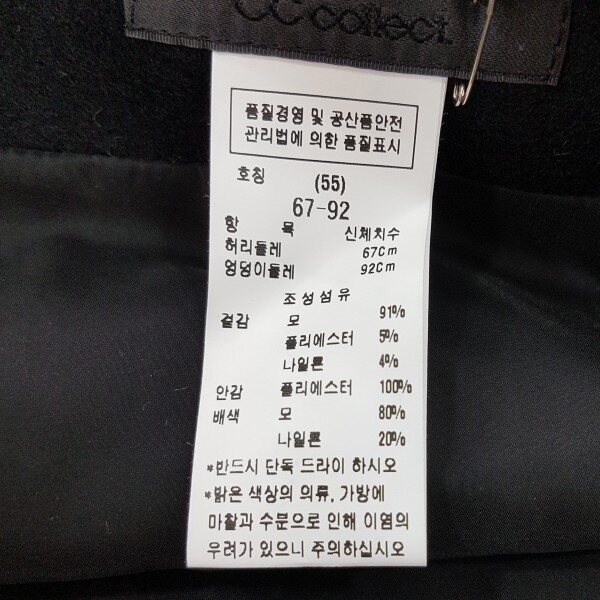 CC collect
품질경영 및 공산품안전
관리법에 의한 품질표시
호칭 (55)
67-92
항 목 신체치수
허리둘레 67Cm
엉덩이둘레 92Cm
조성섬유
겉감 모 91%
폴리에스터 5%
나일론 4%
안감 폴리에스터 100%
배색 모 80%
나일론 20%
*반드시 단독 드라이 하시오
*밝은 색상의 의류, 가방에
마찰과 수분으로 인해 이염의
우려가 있으니 주의하십시오